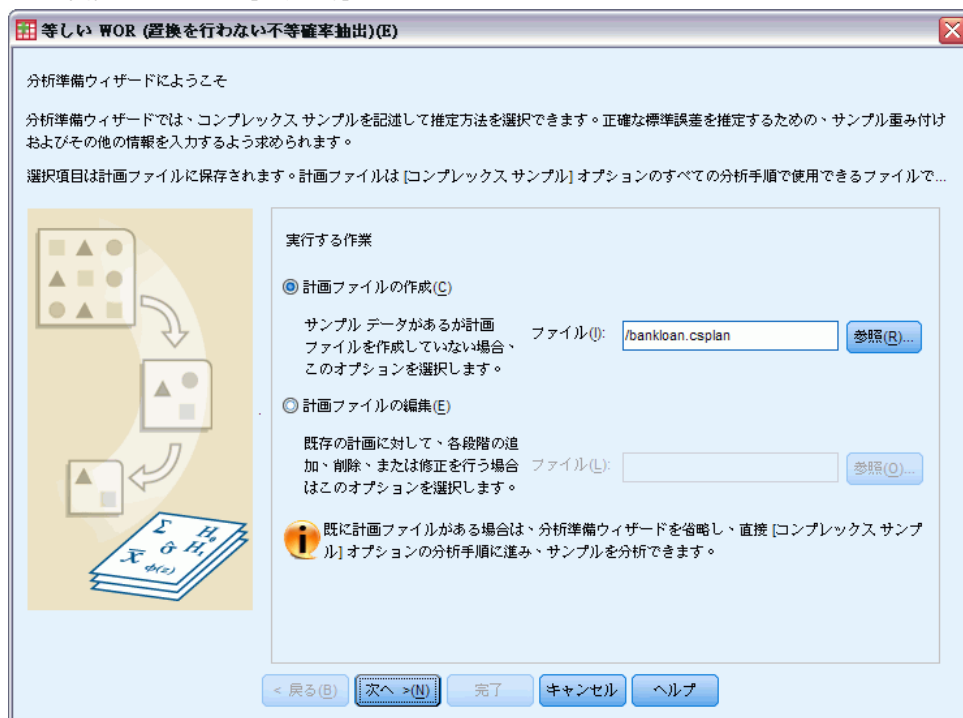 等しい WOR (置換を行わない不等確率抽出)(E)
分析準備ウィザードにようこそ
分析準備ウィザードでは、コンプレックス サンプルを記述して推定方法を選択できます。正確な標準誤差を推定するための、サンプル重み付け
およびその他の情報を入力するよう求められます。
選択項目は計画ファイルに保存されます。計画ファイルは [コンプレックス サンプル] オプションのすべての分析手順で使用できるファイルで...
実行する作業
計画ファイルの作成(C)
サンプル データがあるが計画
ファイルを作成していない場合、
このオプションを選択します。
ファイル(I): /bankloan.csplan 参照(R)...
計画ファイルの編集(E)
既存の計画に対して、各段階の追
加、削除、または修正を行う場合
はこのオプションを選択します。
ファイル(L): 参照(O)...
既に計画ファイルがある場合は、分析準備ウィザードを省略し、直接 [コンプレックス サンプ
ル] オプションの分析手順に進み、サンプルを分析できます。
Σ H₀
x̄ σ̂ H₁
φ(z)
< 戻る(B) 次へ >(N) 完了 キャンセル ヘルプ